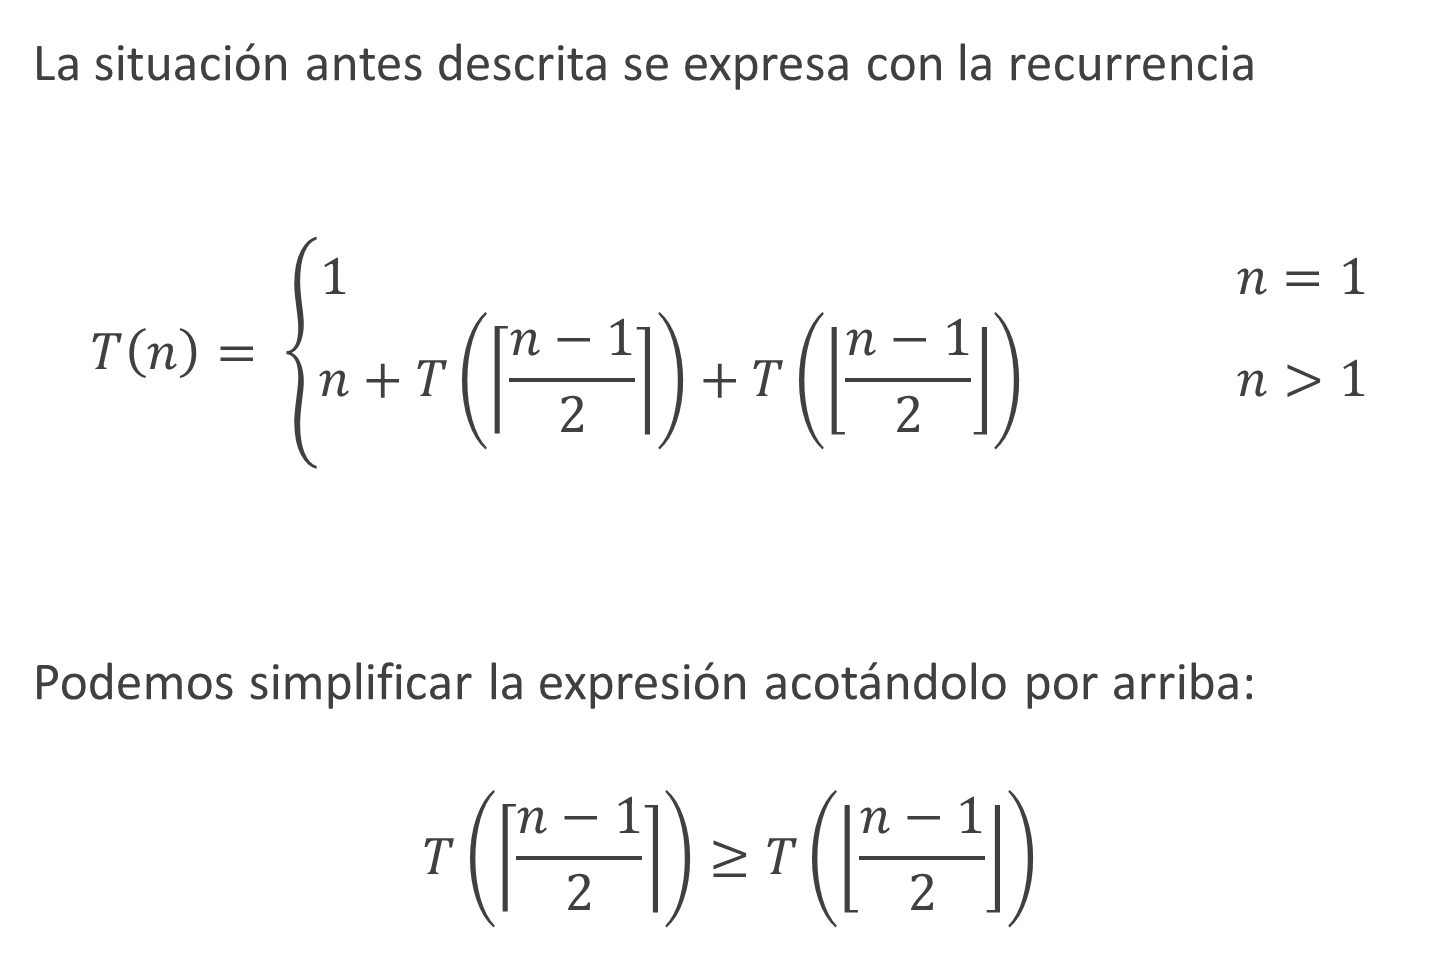 La situación antes descrita se expresa con la recurrencia
T(n) = { 1    n = 1
n + T(⌈(n − 1)/2⌉) + T(⌊(n − 1)/2⌋)    n > 1
Podemos simplificar la expresión acotándolo por arriba:
T(⌈(n − 1)/2⌉) ≥ T(⌊(n − 1)/2⌋)